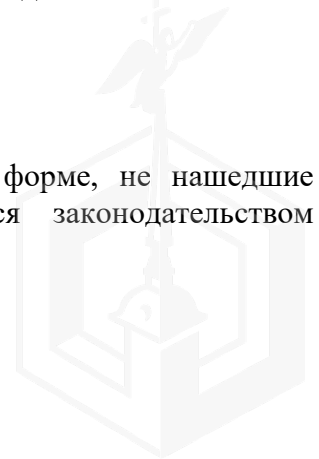 форме, не нашедшие
ся законодательством